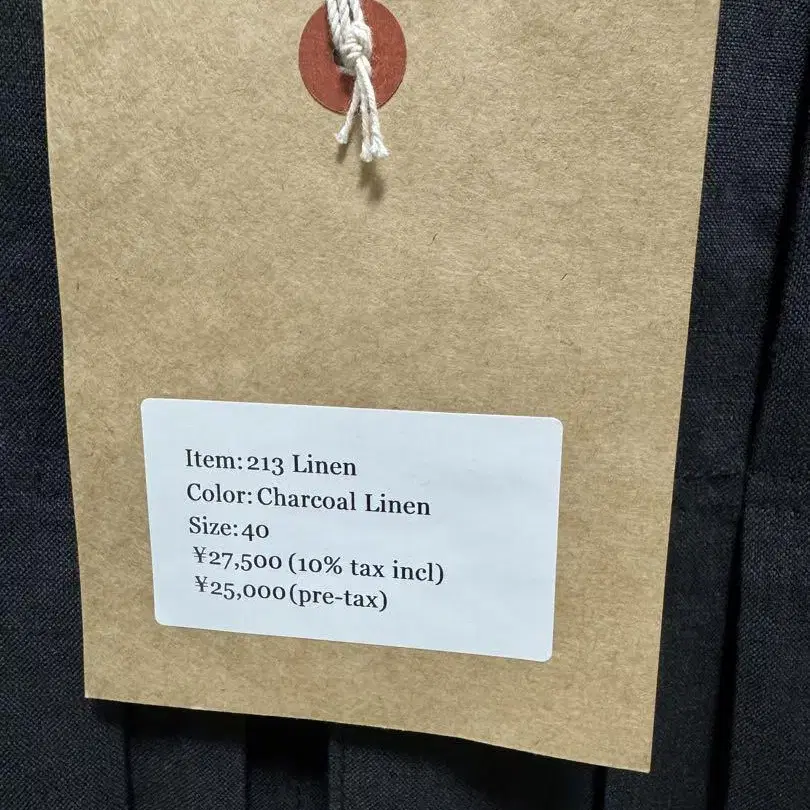 Item: 213 Linen
Color: Charcoal Linen
Size: 40
¥27,500 (10% tax incl)
¥25,000 (pre-tax)